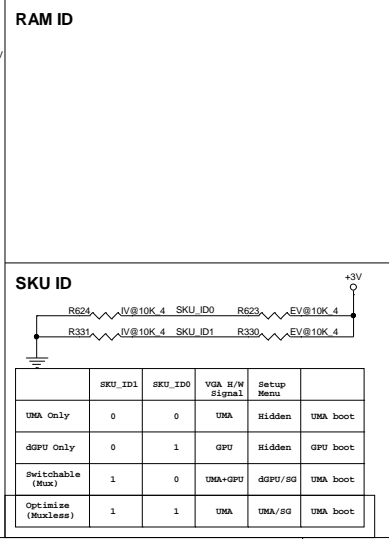 RAM ID
SKU ID
+3V
R624 IV@10K_4 SKU_ID0 R623 EV@10K_4
R331 IV@10K_4 SKU_ID1 R330 EV@10K_4
SKU_ID1 SKU_ID0 VGA H/W Signal Setup Menu
UMA Only 0 0 UMA Hidden UMA boot
dGPU Only 0 1 GPU Hidden GPU boot
Switchable (Mux) 1 0 UMA+GPU dGPU/SG UMA boot
Optimize (Muxless) 1 1 UMA UMA/SG UMA boot